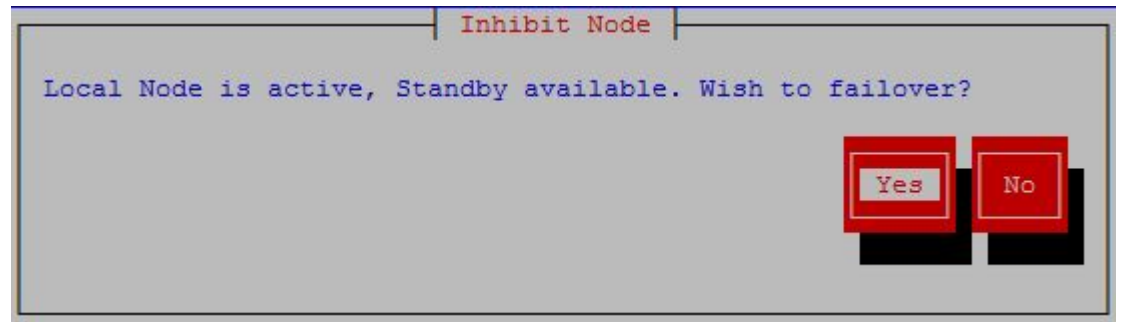 Inhibit Node
Local Node is active, Standby available. Wish to failover?
Yes No